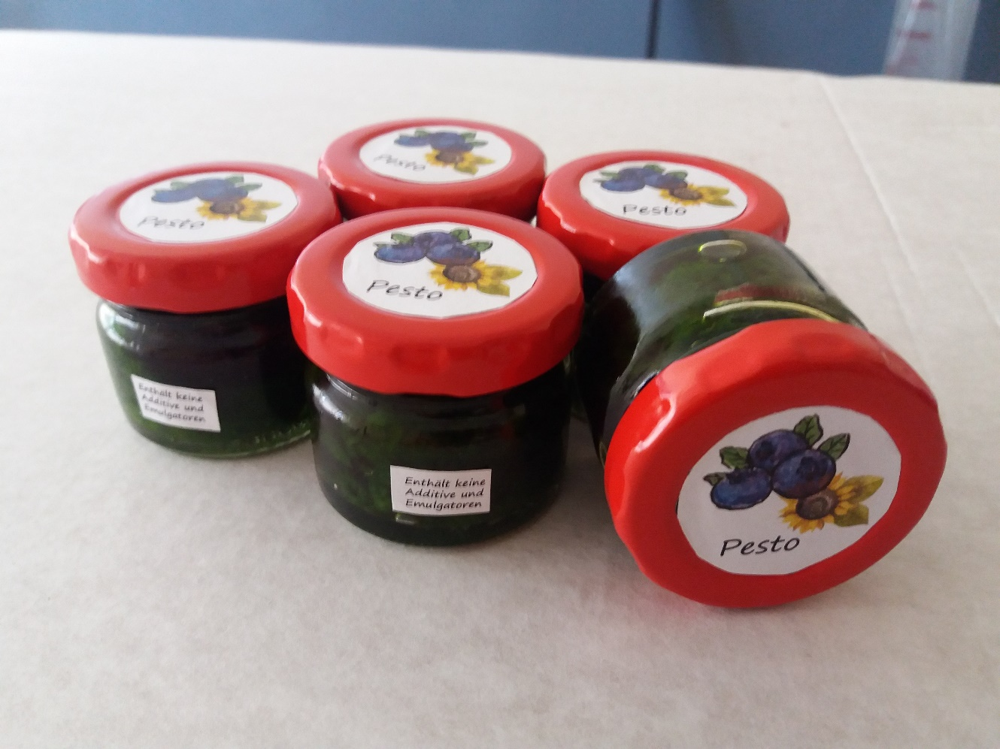 Pesto
Pesto
Pesto
Pesto
Enthält keine
Additive und
Emulgatoren
Enthält keine
Additive und
Emulgatoren
Pesto